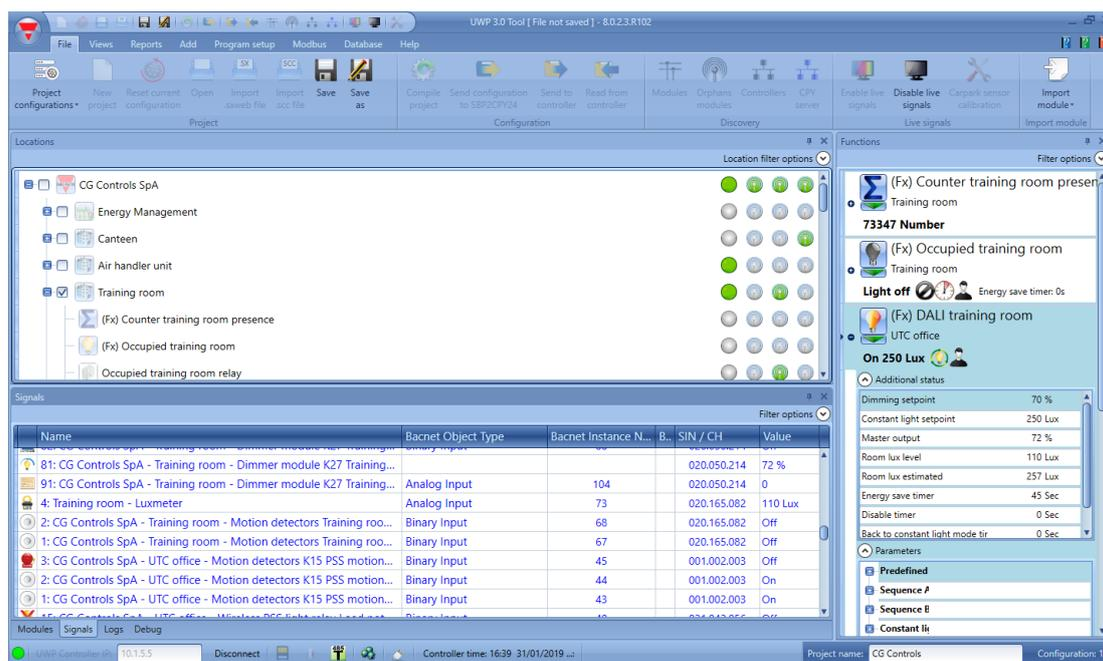 UWP 3.0 Tool [ File not saved ] - 8.0.2.3.R102
File Views Reports Add Program setup Modbus Database Help
Project configurations
New project
Reset current configuration
Open
Import .sxweb file
Import .scc file
Save
Save as
Compile project
Send configuration to SBP2CPY24
Send to controller
Read from controller
Modules
Orphans modules
Controllers
CPY server
Enable live signals
Disable live signals
Carpark sensor calibration
Import module
Project Configuration Discovery Live signals Import module
Locations
Location filter options
CG Controls SpA
Energy Management
Canteen
Air handler unit
Training room
(Fx) Counter training room presence
(Fx) Occupied training room
Occupied training room relay
Signals
Filter options
Name Bacnet Object Type Bacnet Instance N... B.. SIN / CH Value
81: CG Controls SpA - Training room - Dimmer module K27 Training... 020.050.214 72 %
91: CG Controls SpA - Training room - Dimmer module K27 Training... Analog Input 104 020.050.214 0
4: Training room - Luxmeter Analog Input 73 020.165.082 110 Lux
2: CG Controls SpA - Training room - Motion detectors Training roo... Binary Input 68 020.165.082 Off
1: CG Controls SpA - Training room - Motion detectors Training roo... Binary Input 67 020.165.082 Off
3: CG Controls SpA - UTC office - Motion detectors K15 PSS motion... Binary Input 45 001.002.003 Off
2: CG Controls SpA - UTC office - Motion detectors K15 PSS motion... Binary Input 44 001.002.003 On
1: CG Controls SpA - UTC office - Motion detectors K15 PSS motion... Binary Input 43 001.002.003 On
Modules Signals Logs Debug
Functions
Filter options
(Fx) Counter training room presen
Training room
73347 Number
(Fx) Occupied training room
Training room
Light off Energy save timer: 0s
(Fx) DALI training room
UTC office
On 250 Lux
Additional status
Dimming setpoint 70 %
Constant light setpoint 250 Lux
Master output 72 %
Room lux level 110 Lux
Room lux estimated 257 Lux
Energy save timer 45 Sec
Disable timer 0 Sec
Back to constant light mode tir 0 Sec
Parameters
Predefined
Sequence A
Sequence B
Constant lig
UWP Controller IP: 10.1.5.5 Disconnect Controller time: 16:39 31/01/2019 ...: Project name: CG Controls Configuration: 1